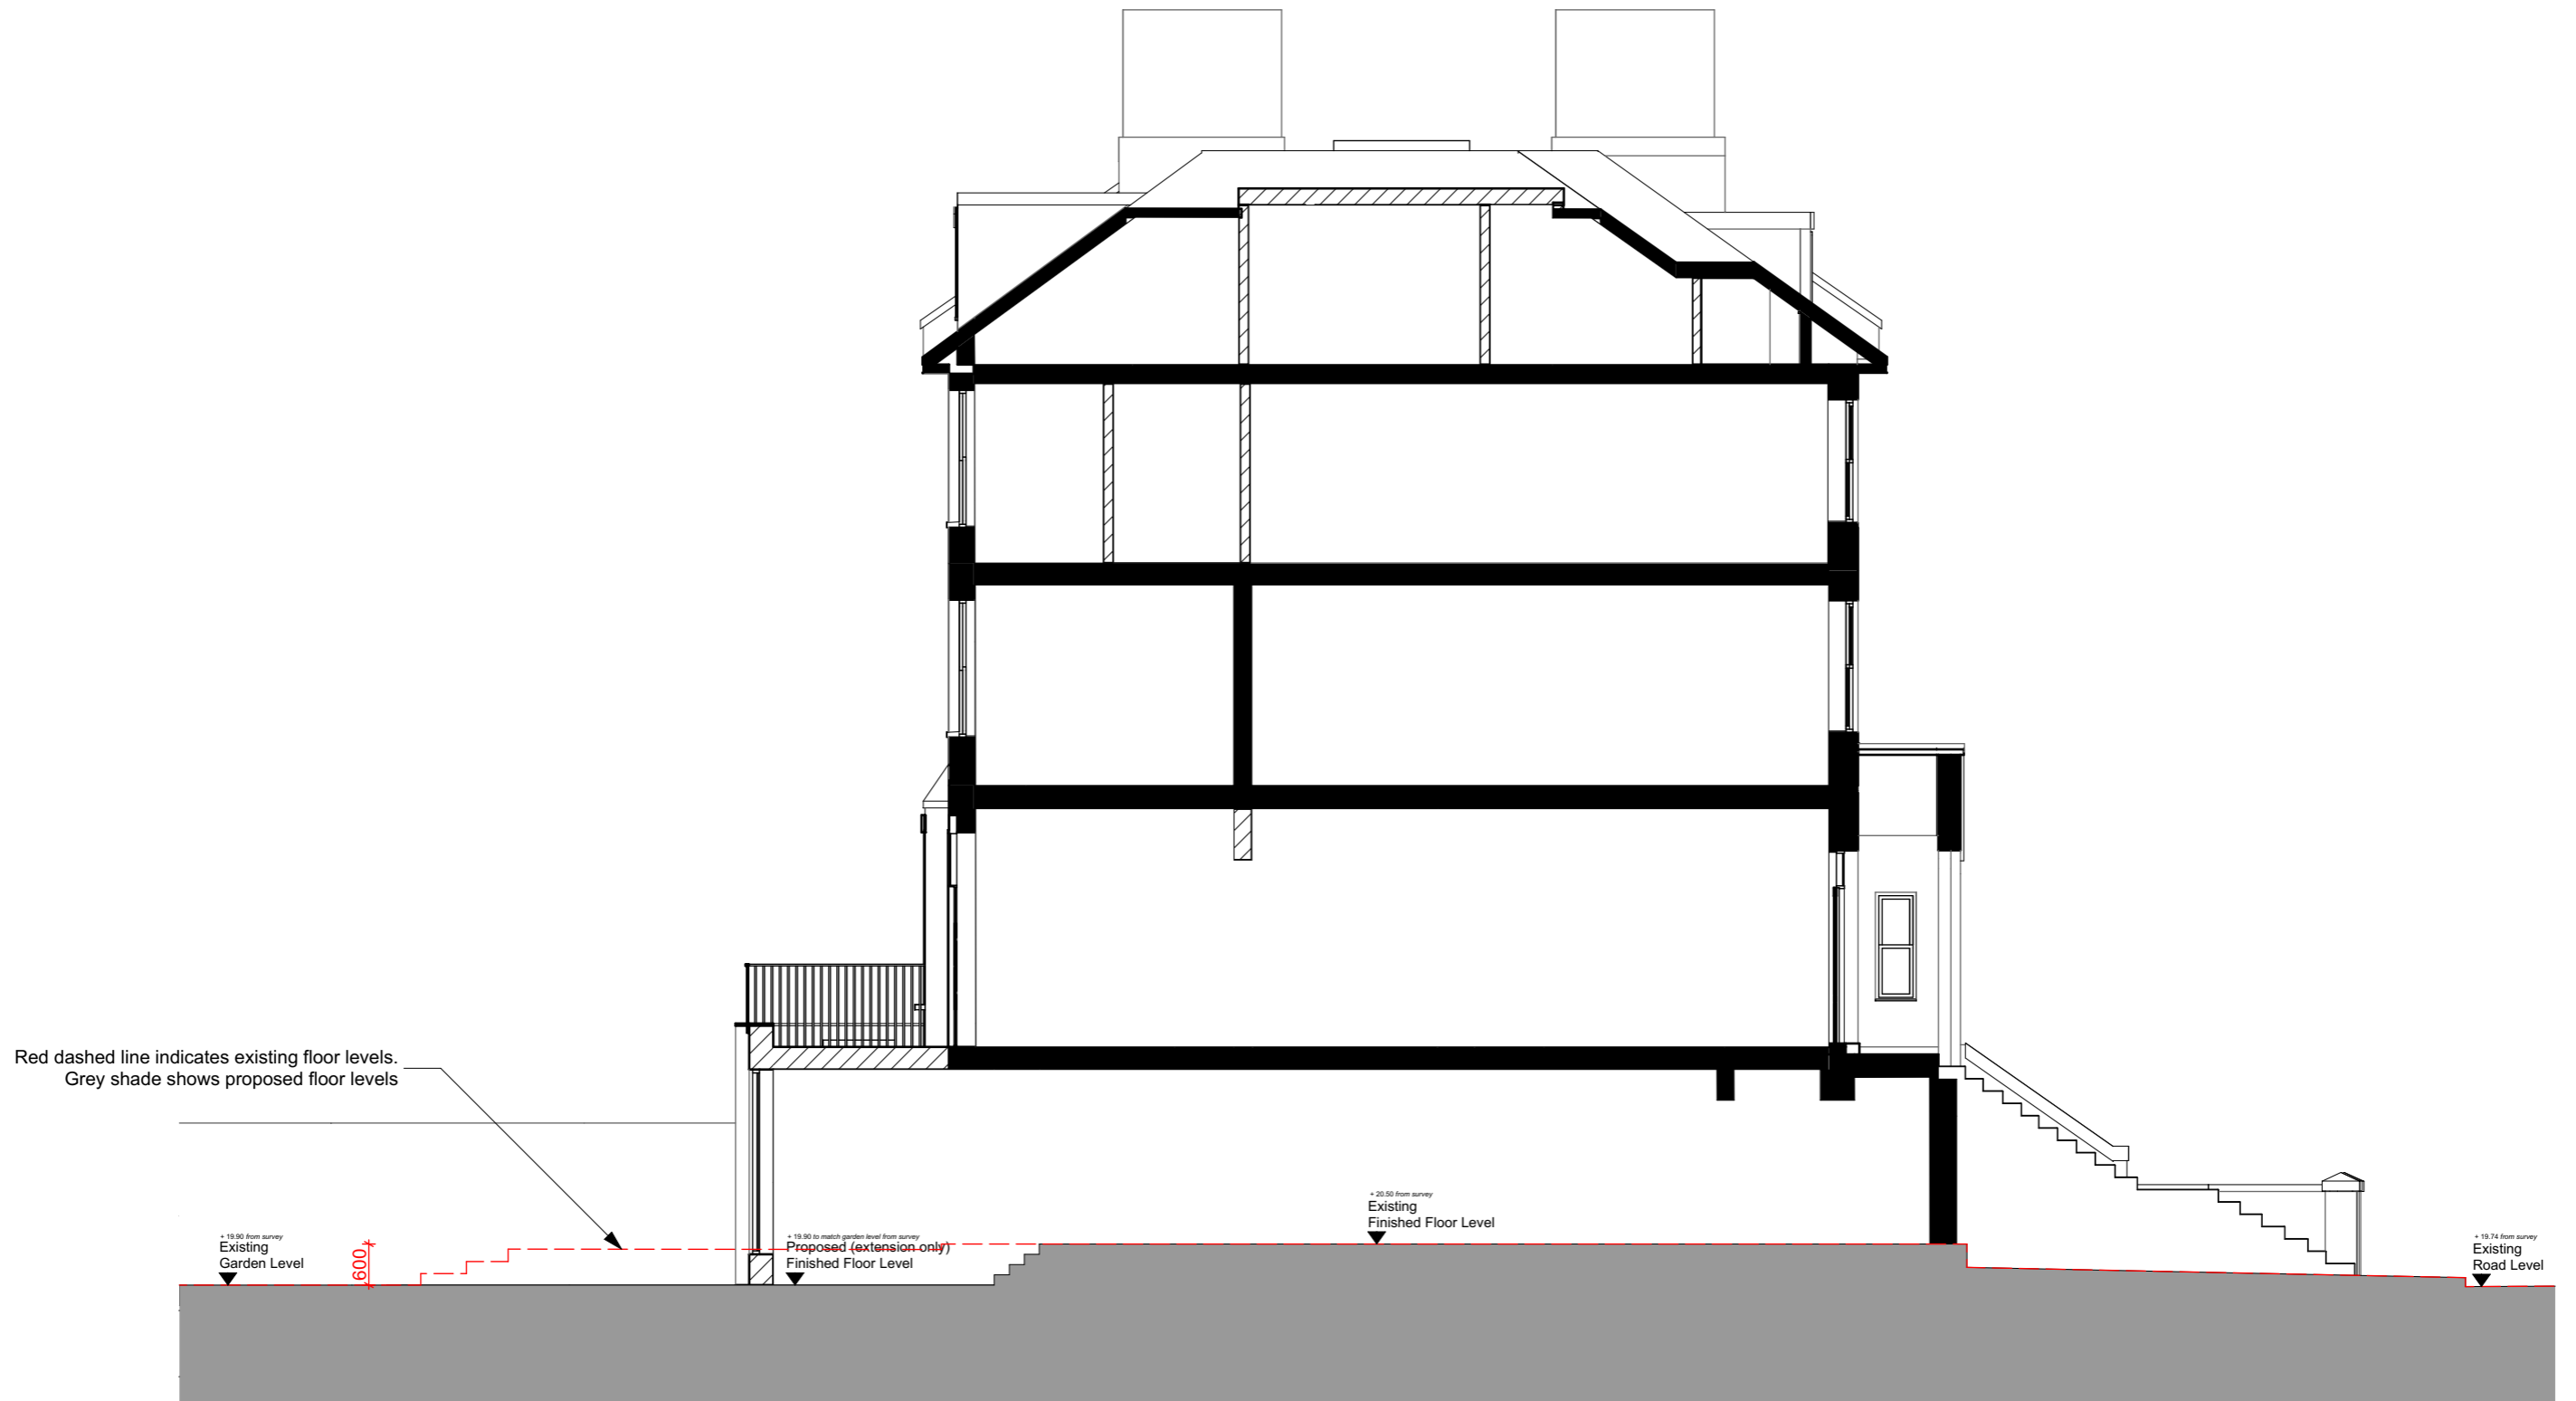 Red dashed line indicates existing floor levels.
Grey shade shows proposed floor levels
+ 19.90 from survey
Existing
Garden Level
600
+ 19.90 to match garden level from survey
Proposed (extension only)
Finished Floor Level
+ 20.50 from survey
Existing
Finished Floor Level
+ 19.74 from survey
Existing
Road Level